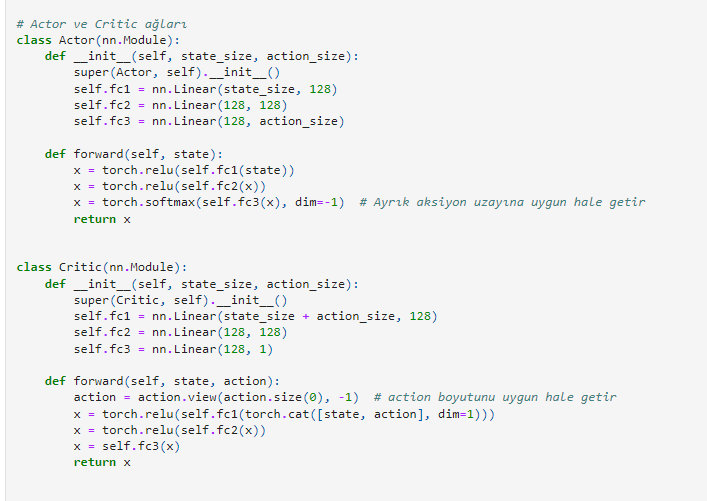 # Actor ve Critic ağları
class Actor(nn.Module):
    def __init__(self, state_size, action_size):
        super(Actor, self).__init__()
        self.fc1 = nn.Linear(state_size, 128)
        self.fc2 = nn.Linear(128, 128)
        self.fc3 = nn.Linear(128, action_size)

    def forward(self, state):
        x = torch.relu(self.fc1(state))
        x = torch.relu(self.fc2(x))
        x = torch.softmax(self.fc3(x), dim=-1)  # Ayrık aksiyon uzayına uygun hale getir
        return x


class Critic(nn.Module):
    def __init__(self, state_size, action_size):
        super(Critic, self).__init__()
        self.fc1 = nn.Linear(state_size + action_size, 128)
        self.fc2 = nn.Linear(128, 128)
        self.fc3 = nn.Linear(128, 1)

    def forward(self, state, action):
        action = action.view(action.size(0), -1)  # action boyutunu uygun hale getir
        x = torch.relu(self.fc1(torch.cat([state, action], dim=1)))
        x = torch.relu(self.fc2(x))
        x = self.fc3(x)
        return x